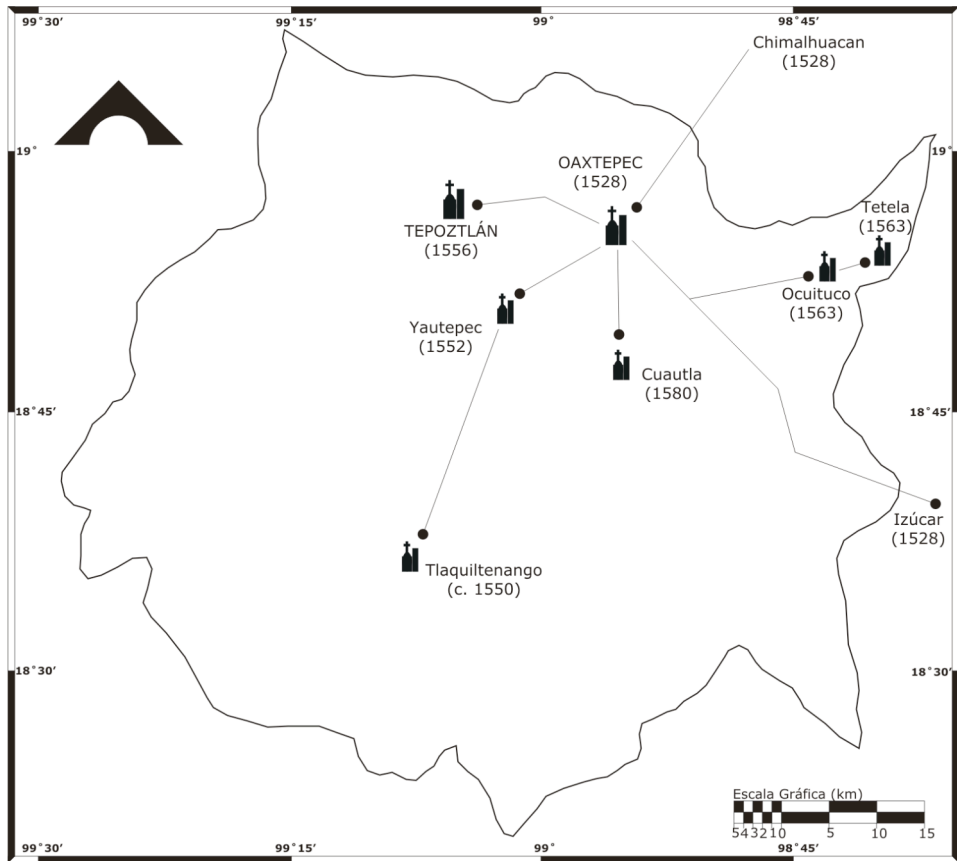 99˚30’
99˚15’
99˚
98˚45’
Chimalhuacan
(1528)
19˚
19˚
OAXTEPEC
(1528)
Tetela
(1563)
TEPOZTLÁN
(1556)
Ocuituco
(1563)
Yautepec
(1552)
Cuautla
(1580)
18˚45’
18˚45’
Izúcar
(1528)
Tlaquiltenango
(c. 1550)
18˚30’
18˚30’
Escala Gráfica (km)
5 4 3 2 1 0 5 10 15
99˚30’
99˚15’
99˚
98˚45’